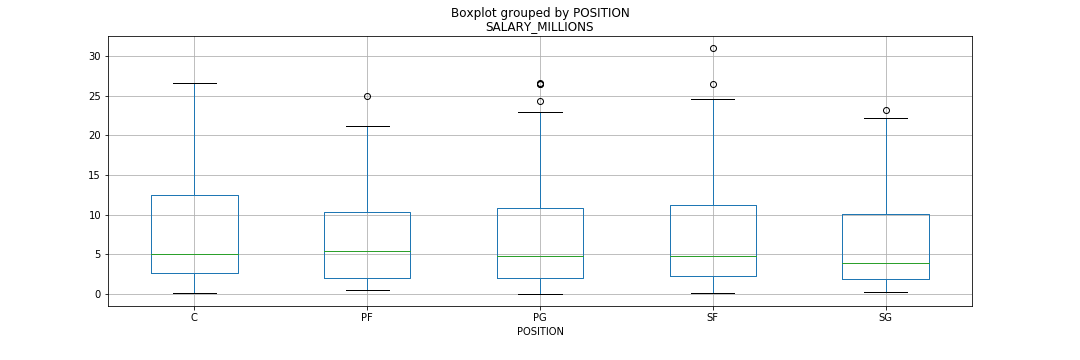 Boxplot grouped by POSITION
SALARY_MILLIONS
30
25
20
15
10
5
0
C PF PG SF SG
POSITION